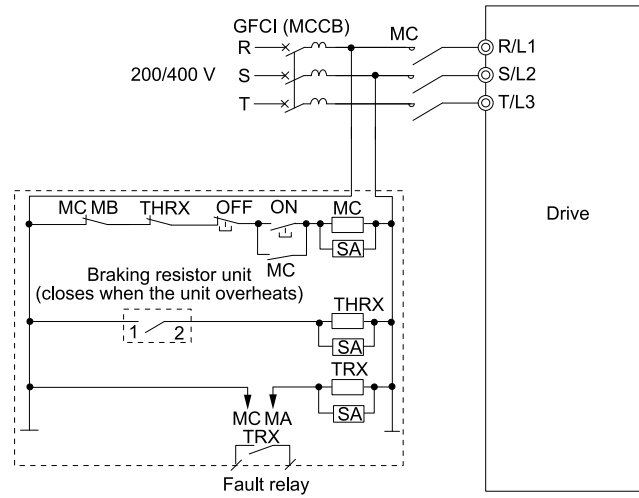 GFCI (MCCB)
MC
R
R/L1
200/400 V
S
S/L2
T
T/L3
Drive
MC MB
THRX
OFF
ON
MC
SA
MC
Braking resistor unit
(closes when the unit overheats)
THRX
1
2
SA
TRX
SA
MC MA
TRX
Fault relay